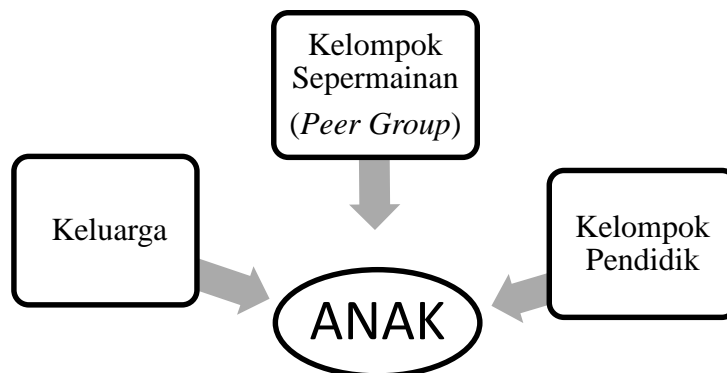 Kelompok
Sepermainan
(Peer Group)
Keluarga
Kelompok
Pendidik
ANAK